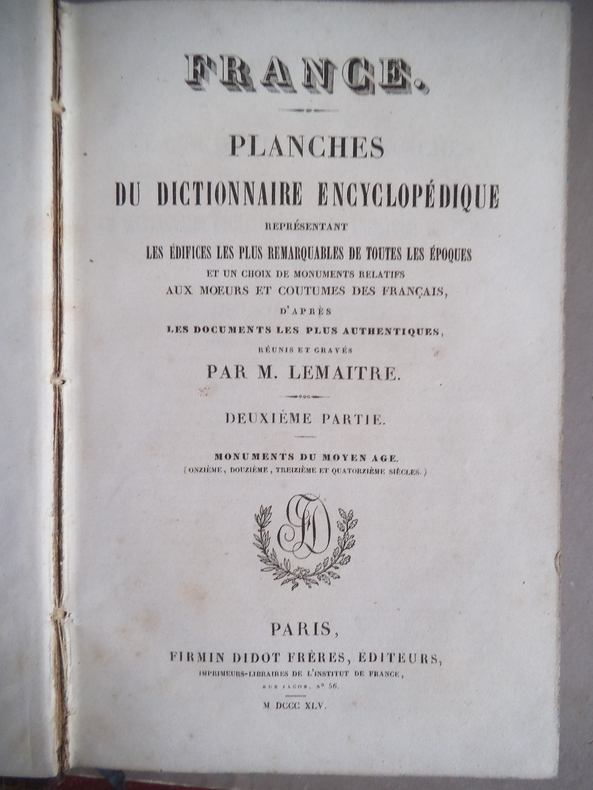 FRANCE.
PLANCHES
DU DICTIONNAIRE ENCYCLOPÉDIQUE
REPRÉSENTANT
LES ÉDIFICES LES PLUS REMARQUABLES DE TOUTES LES ÉPOQUES
ET UN CHOIX DE MONUMENTS RELATIFS
AUX MŒURS ET COUTUMES DES FRANÇAIS,
D'APRÈS
LES DOCUMENTS LES PLUS AUTHENTIQUES,
RÉUNIS ET GRAVÉS
PAR M. LEMAITRE.
DEUXIÈME PARTIE.
MONUMENTS DU MOYEN AGE.
(ONZIÈME, DOUZIÈME, TREIZIÈME ET QUATORZIÈME SIÈCLES.)
FD
PARIS,
FIRMIN DIDOT FRÈRES, ÉDITEURS,
IMPRIMEURS-LIBRAIRES DE L'INSTITUT DE FRANCE,
RUE JACOB, Nº 56.
M DCCC XLV.